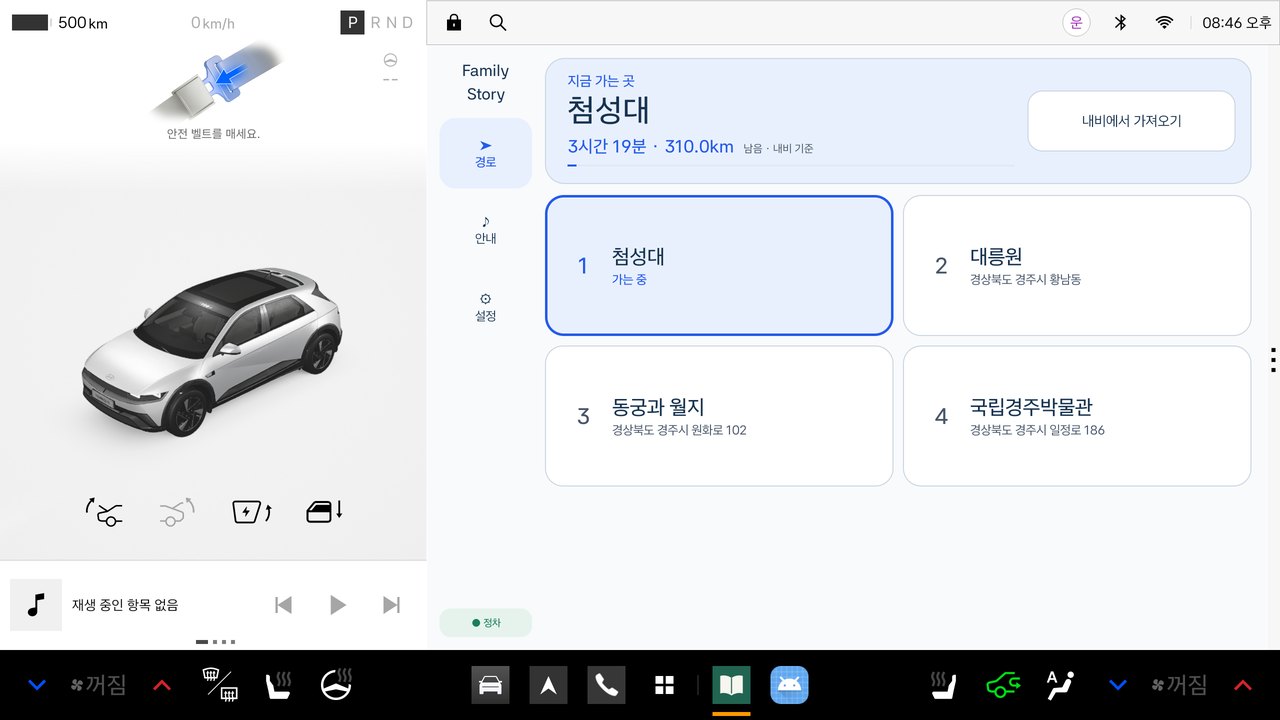 500 km
0 km/h
P R N D
운
08:46 오후
안전 벨트를 매세요.
--
Family
Story
경로
안내
설정
정차
지금 가는 곳
첨성대
3시간 19분 · 310.0km 남음 · 내비 기준
내비에서 가져오기
1
첨성대
가는 중
2
대릉원
경상북도 경주시 황남동
3
동궁과 월지
경상북도 경주시 원화로 102
4
국립경주박물관
경상북도 경주시 일정로 186
재생 중인 항목 없음
꺼짐
A
꺼짐